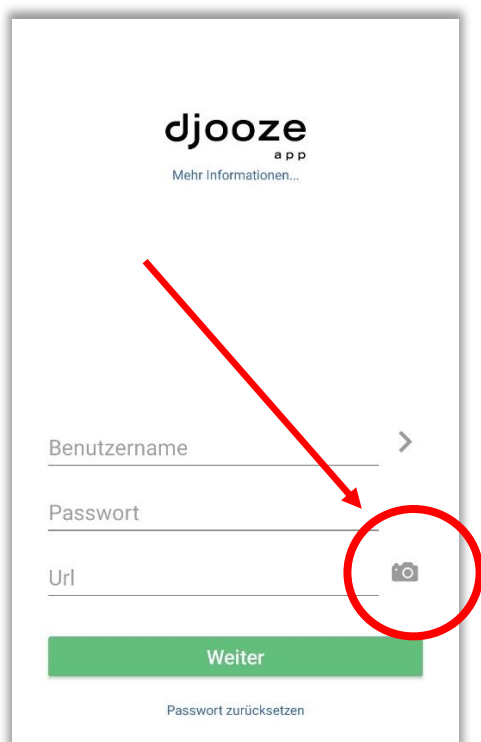 djooze
app
Mehr Informationen...
Benutzername
Passwort
Url
Weiter
Passwort zurücksetzen